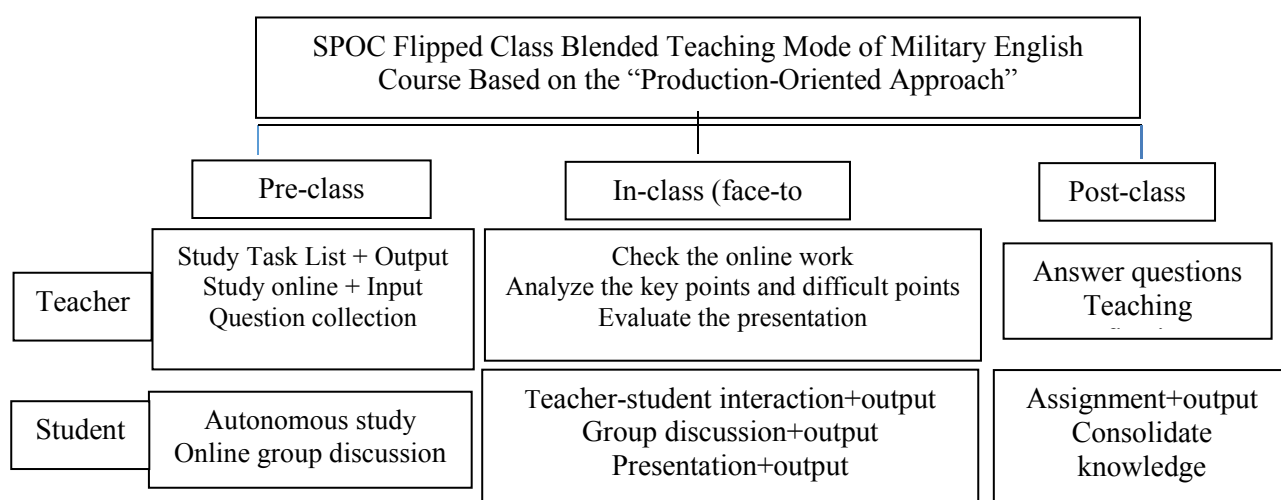 SPOC Flipped Class Blended Teaching Mode of Military English
Course Based on the “Production-Oriented Approach”
Pre-class
In-class (face-to
Post-class
Teacher
Study Task List + Output
Study online + Input
Question collection
Check the online work
Analyze the key points and difficult points
Evaluate the presentation
Answer questions
Teaching
Student
Autonomous study
Online group discussion
Teacher-student interaction+output
Group discussion+output
Presentation+output
Assignment+output
Consolidate
knowledge